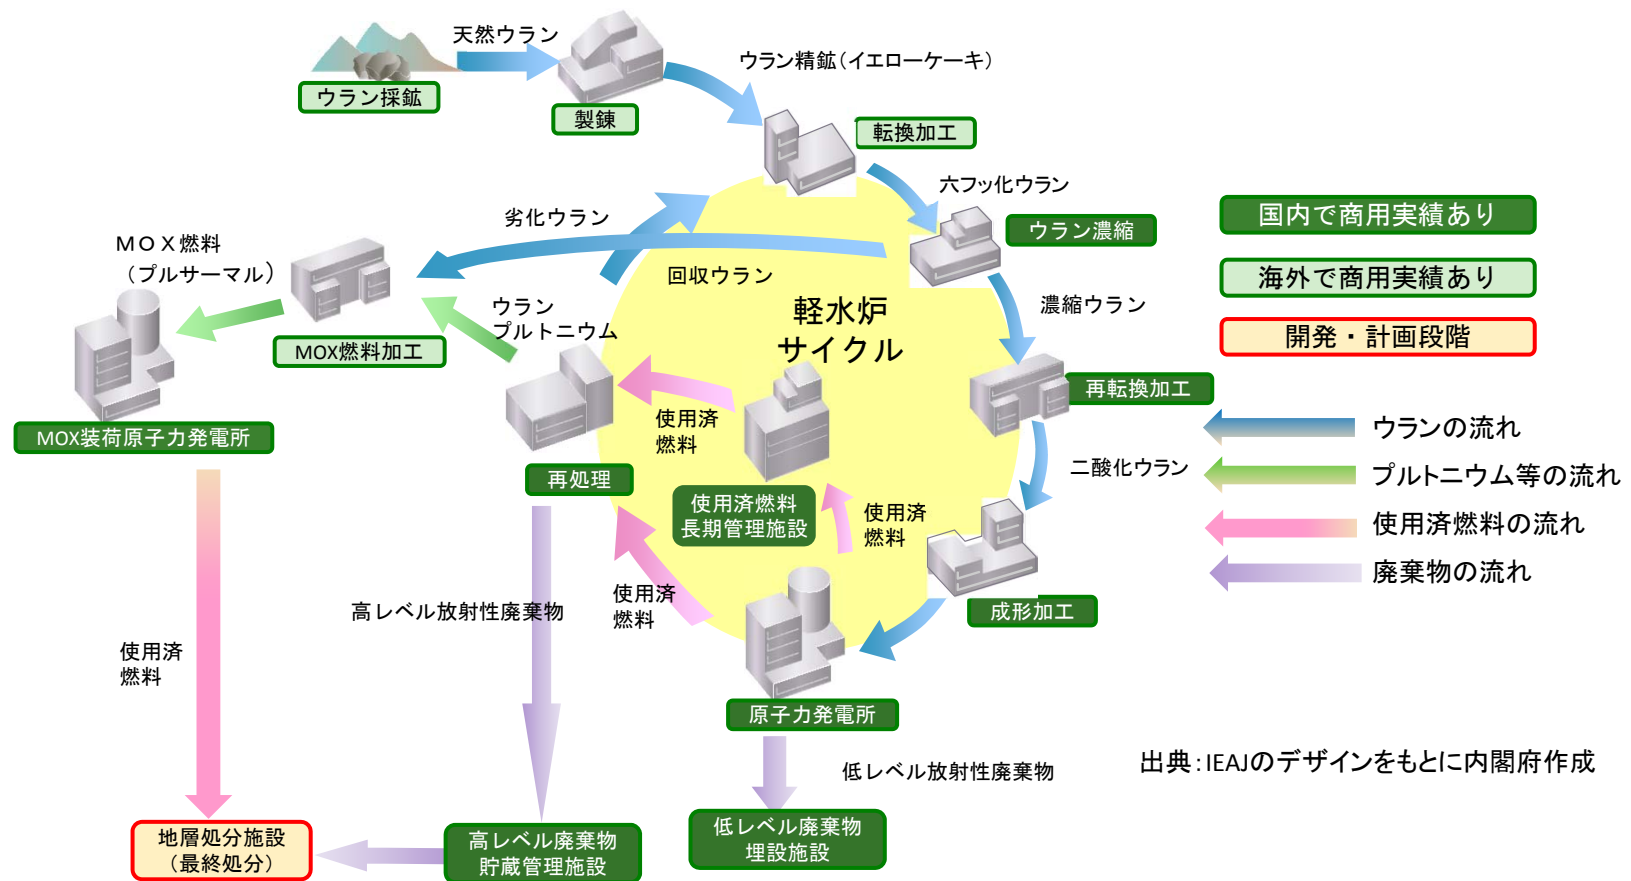 天然ウラン
ウラン採鉱
製錬
ウラン精鉱(イエローケーキ)
転換加工
六フッ化ウラン
ウラン濃縮
劣化ウラン
回収ウラン
MOX燃料
(プルサーマル)
MOX燃料加工
ウラン
プルトニウム
軽水炉
サイクル
濃縮ウラン
再転換加工
MOX装荷原子力発電所
使用済
燃料
再処理
使用済燃料
長期管理施設
使用済
燃料
二酸化ウラン
使用済
燃料
成形加工
高レベル放射性廃棄物
使用済
燃料
原子力発電所
低レベル放射性廃棄物
地層処分施設
(最終処分)
高レベル廃棄物
貯蔵管理施設
低レベル廃棄物
埋設施設
国内で商用実績あり
海外で商用実績あり
開発・計画段階
ウランの流れ
プルトニウム等の流れ
使用済燃料の流れ
廃棄物の流れ
出典:IEAJのデザインをもとに内閣府作成